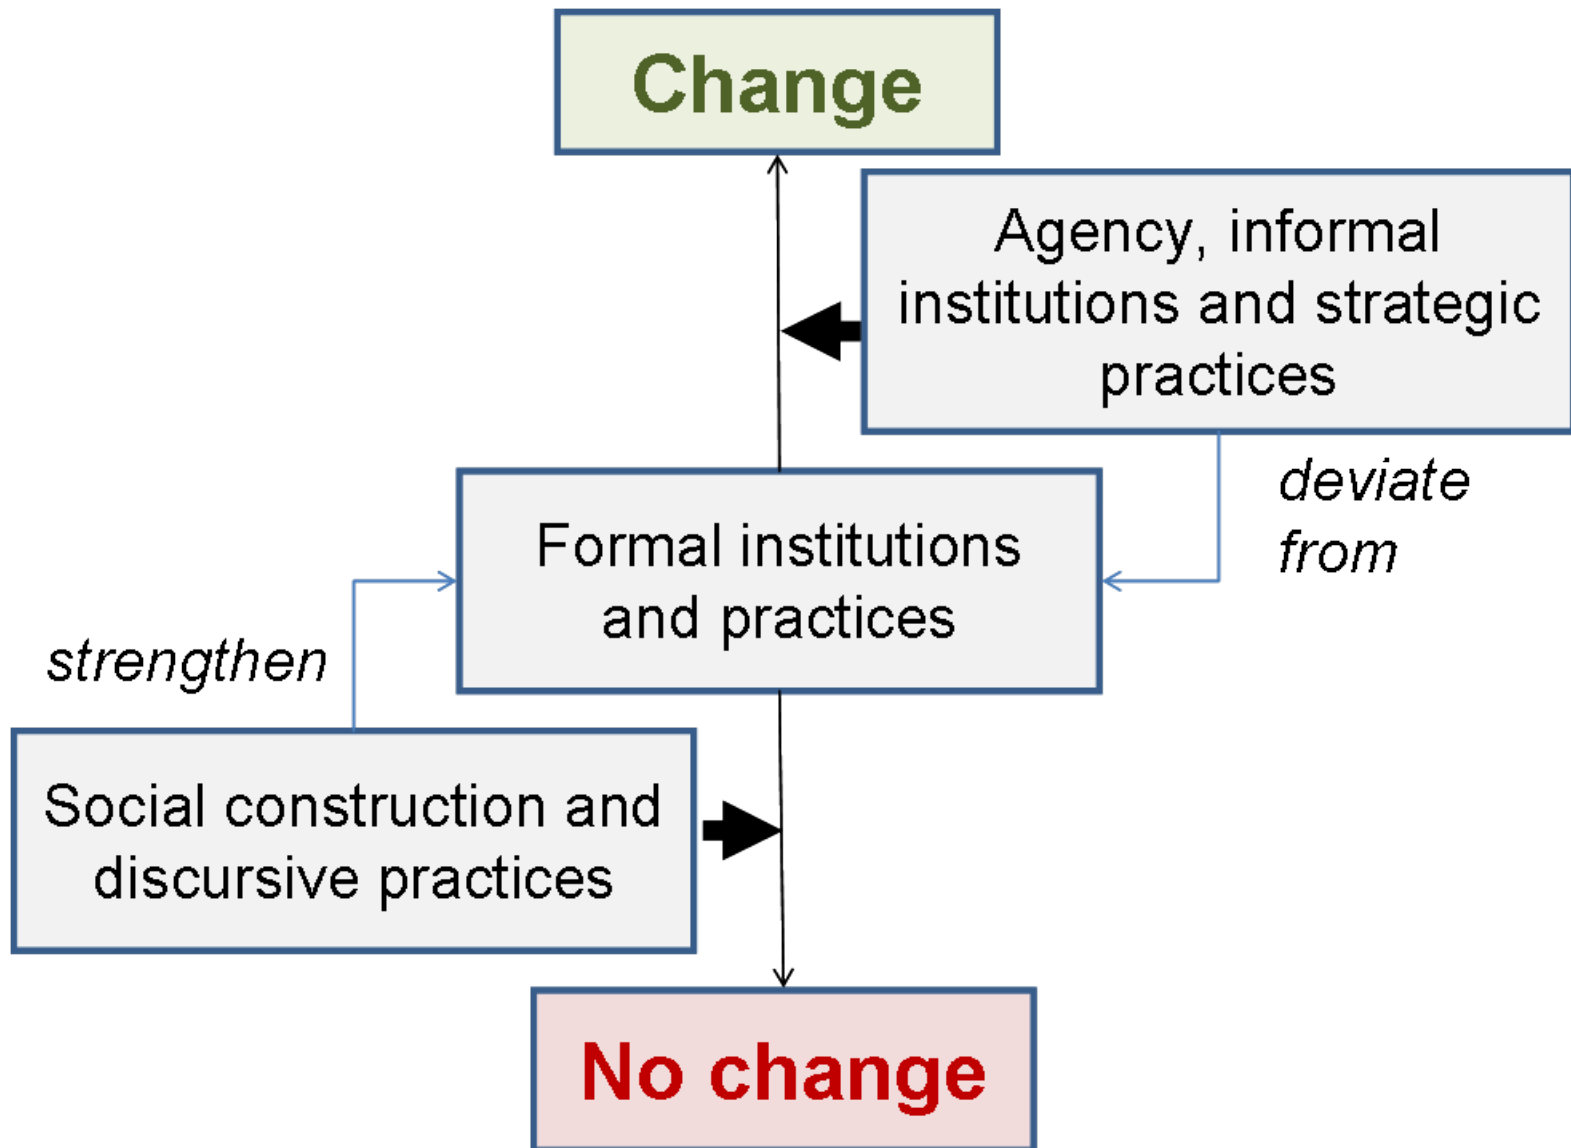 Change
Agency, informal
institutions and strategic
practices
deviate
from
Formal institutions
and practices
strengthen
Social construction and
discursive practices
No change